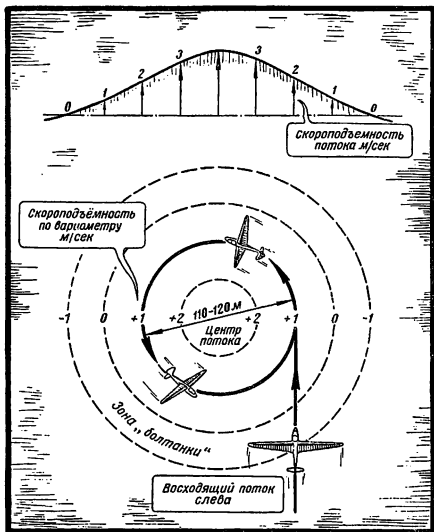 0 1 2 3 3 2 1 0
Скороподъемность
потока м/сек
Скороподъёмность
по вариометру
м/сек
110-120 м
-1 0 +1 +2 +2 +1 0 -1
Центр
потока
Зона „болтанки“
Восходящий поток
слева